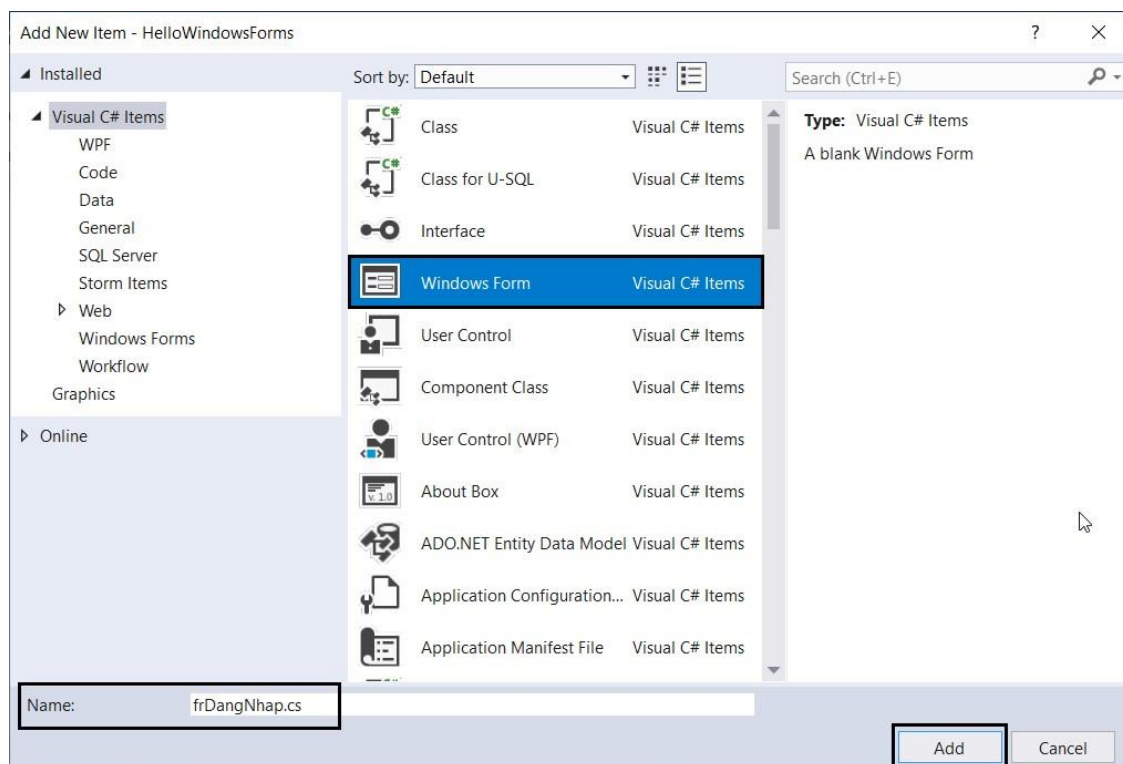 Add New Item - HelloWindowsForms
?
Installed
Sort by: Default
Search (Ctrl+E)
Visual C# Items
WPF
Code
Data
General
SQL Server
Storm Items
Web
Windows Forms
Workflow
Graphics
Online
Class Visual C# Items
Class for U-SQL Visual C# Items
Interface Visual C# Items
Windows Form Visual C# Items
User Control Visual C# Items
Component Class Visual C# Items
User Control (WPF) Visual C# Items
v. 1.0 About Box Visual C# Items
ADO.NET Entity Data Model Visual C# Items
Application Configuration... Visual C# Items
Application Manifest File Visual C# Items
Type: Visual C# Items
A blank Windows Form
Name: frDangNhap.cs
Add Cancel